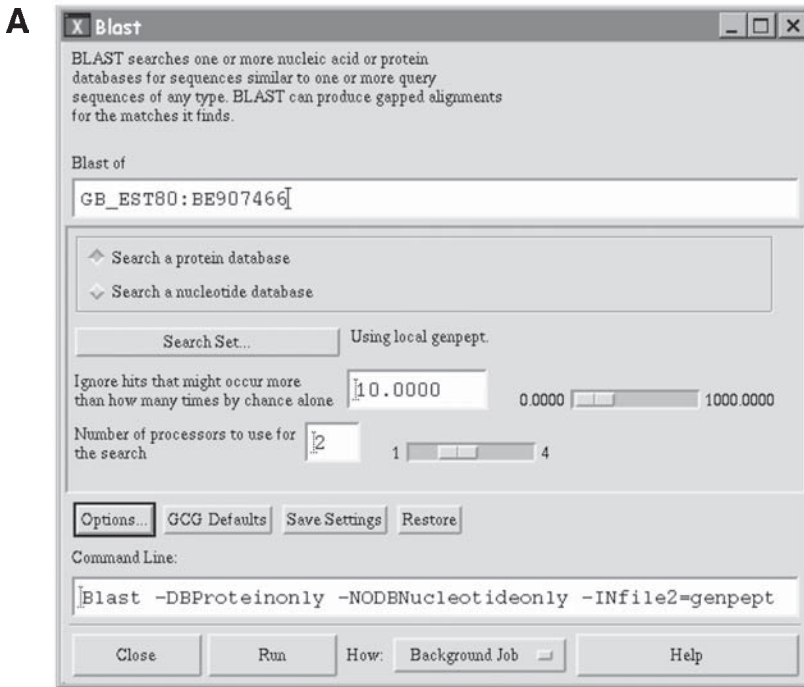 A
X Blast
BLAST searches one or more nucleic acid or protein
databases for sequences similar to one or more query
sequences of any type. BLAST can produce gapped alignments
for the matches it finds.
Blast of
GB_EST80:BE907466
Search a protein database
Search a nucleotide database
Search Set... Using local genpept.
Ignore hits that might occur more
than how many times by chance alone 10.0000 0.0000 1000.0000
Number of processors to use for
the search 2 1 4
Options... GCG Defaults Save Settings Restore
Command Line:
Blast -DBProteinonly -NODBNucleotideonly -INfile2=genpept
Close Run How: Background Job Help